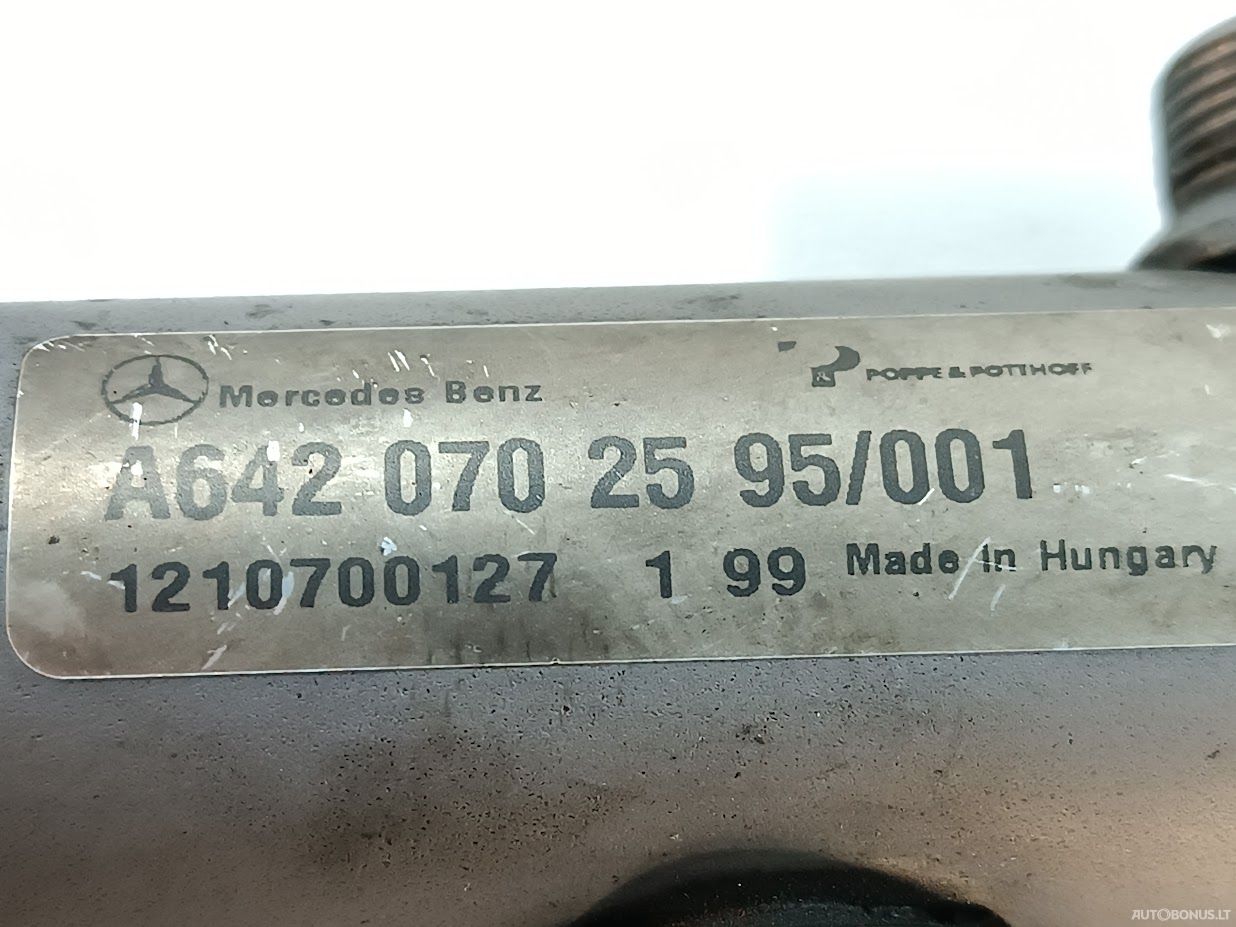 Mercedes Benz
POPPE & POTTHOFF
A642 070 25 95/001
1210700127 1 99 Made in Hungary
AUTOBONUS.LT